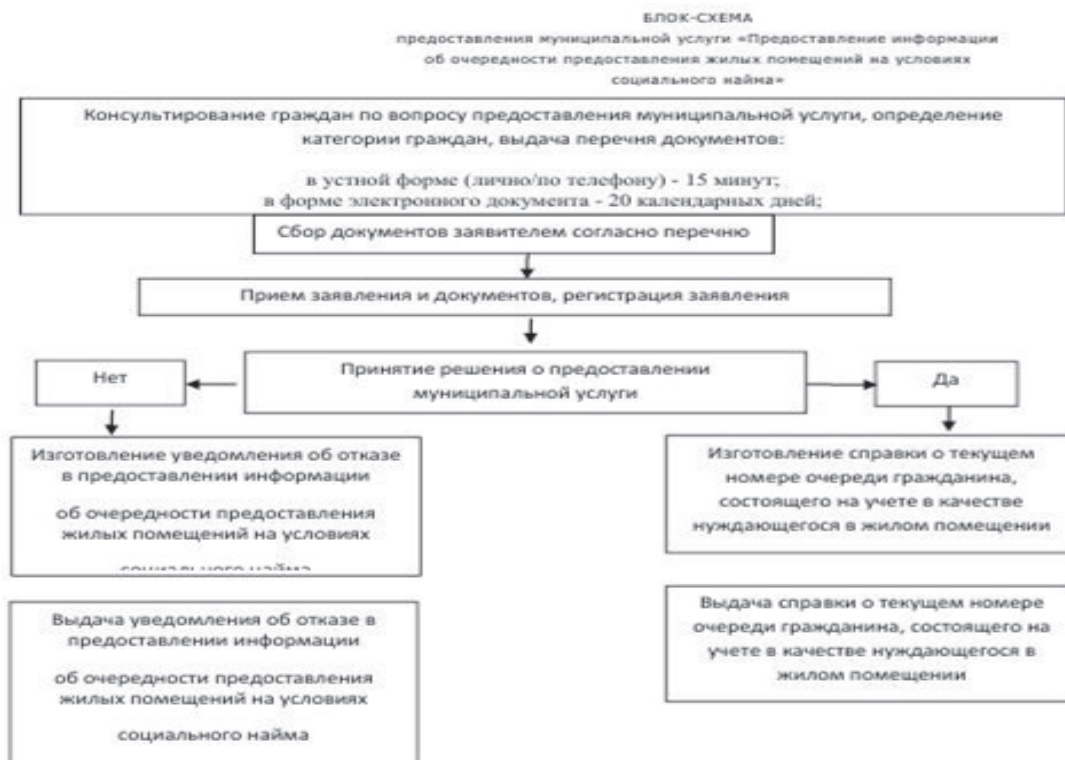 БЛОК-СХЕМА
предоставления муниципальной услуги «Предоставление информации
об очередности предоставления жилых помещений на условиях
социального найма»
Консультирование граждан по вопросу предоставления муниципальной услуги, определение
категории граждан, выдача перечня документов:
в устной форме (лично/по телефону) - 15 минут;
в форме электронного документа - 20 календарных дней;
Сбор документов заявителем согласно перечню
Прием заявления и документов, регистрация заявления
Принятие решения о предоставлении
муниципальной услуги
Нет
Да
Изготовление уведомления об отказе
в предоставлении информации
об очередности предоставления
жилых помещений на условиях
социального найма
Изготовление справки о текущем
номере очереди гражданина,
состоящего на учете в качестве
нуждающегося в жилом помещении
Выдача уведомления об отказе в
предоставлении информации
об очередности предоставления
жилых помещений на условиях
социального найма
Выдача справки о текущем номере
очереди гражданина, состоящего на
учете в качестве нуждающегося в
жилом помещении